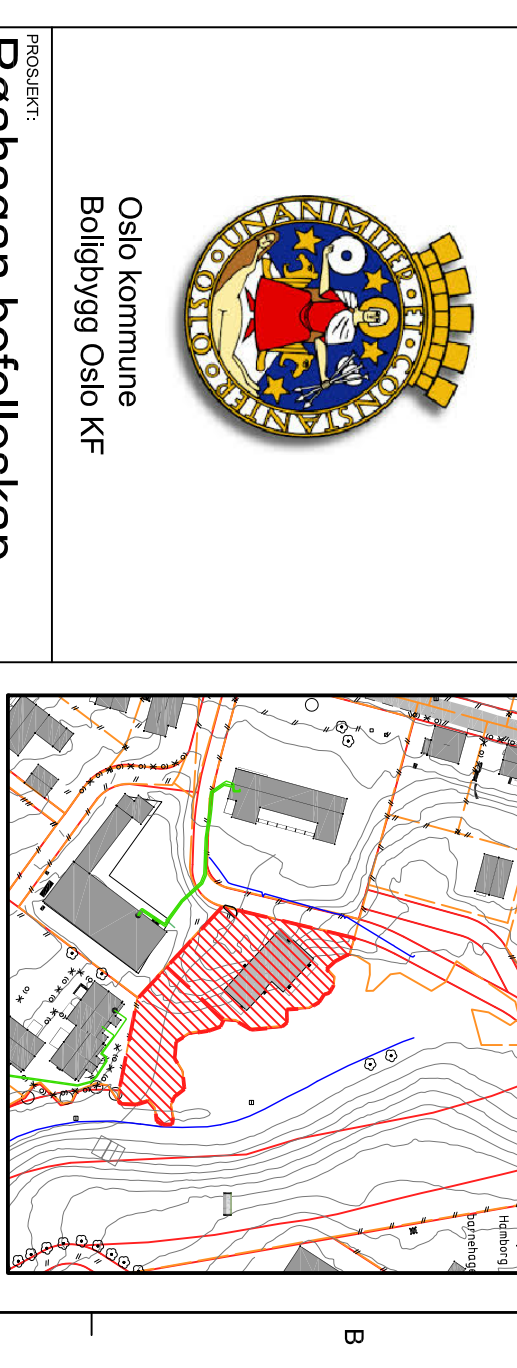 UNANIMITER·ET·CONSTANTER·OSLO
Oslo kommune
Boligbygg Oslo KF
PROSJEKT:
Hamborg
barnehage
B